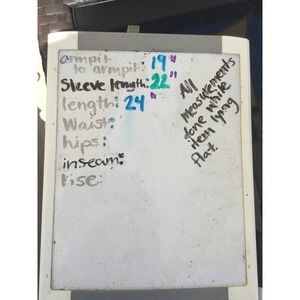 armpit
to armpit: 19"
Sleeve length: 22"
length: 24"
Waist:
hips:
inseam:
rise:
All
measurements
done while
item lying
flat.